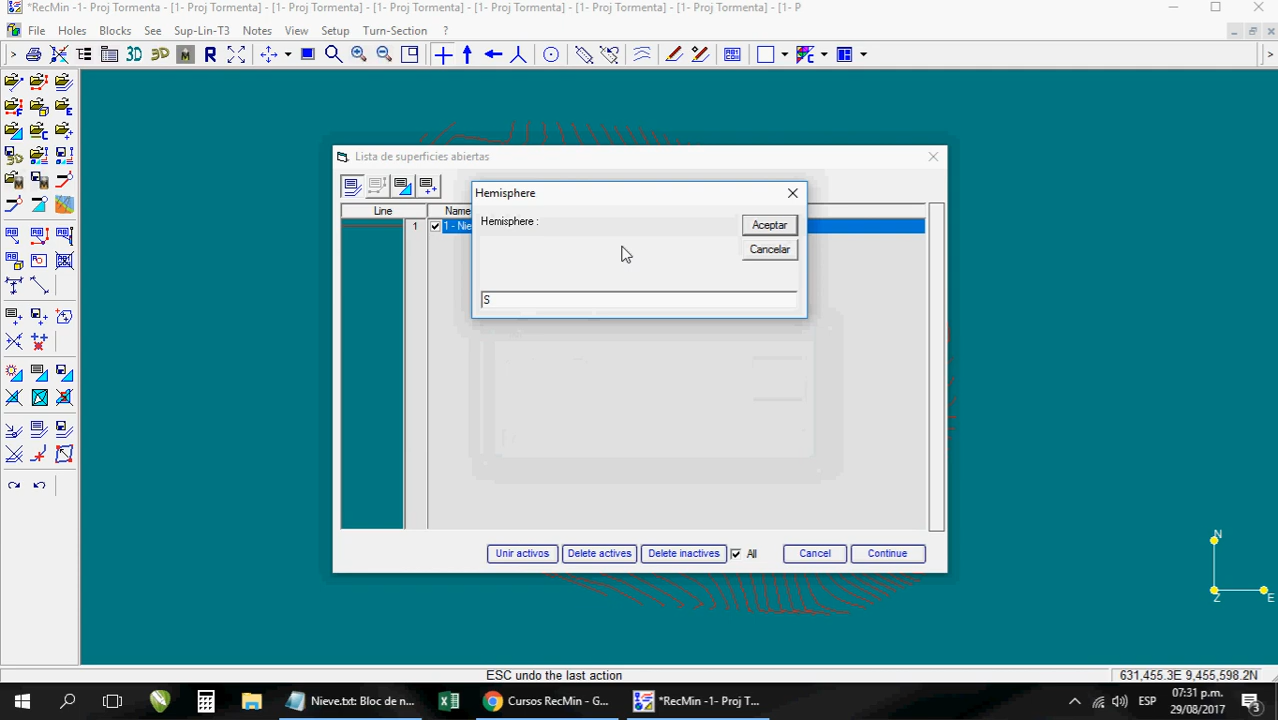 *RecMin -1- Proj Tormenta - [1- Proj Tormenta] - [1- Proj Tormenta] - [1- Proj Tormenta] - [1- Proj Tormenta] - [1- Proj Tormenta] - [1- P
File Holes Blocks See Sup-Lin-T3 Notes View Setup Turn-Section ?
3D 3D M R
Lista de superficies abiertas
Hemisphere
Line Name
Hemisphere :
Aceptar
1 1 - Nie
Cancelar
S
Unir activos Delete actives Delete inactives All Cancel Continue
N
Z E
ESC undo the last action 631,455.3E 9,455,598.2N
Nieve.txt: Bloc de n... Cursos RecMin - G... *RecMin -1- Proj T... ESP 07:31 p.m.
29/08/2017 3